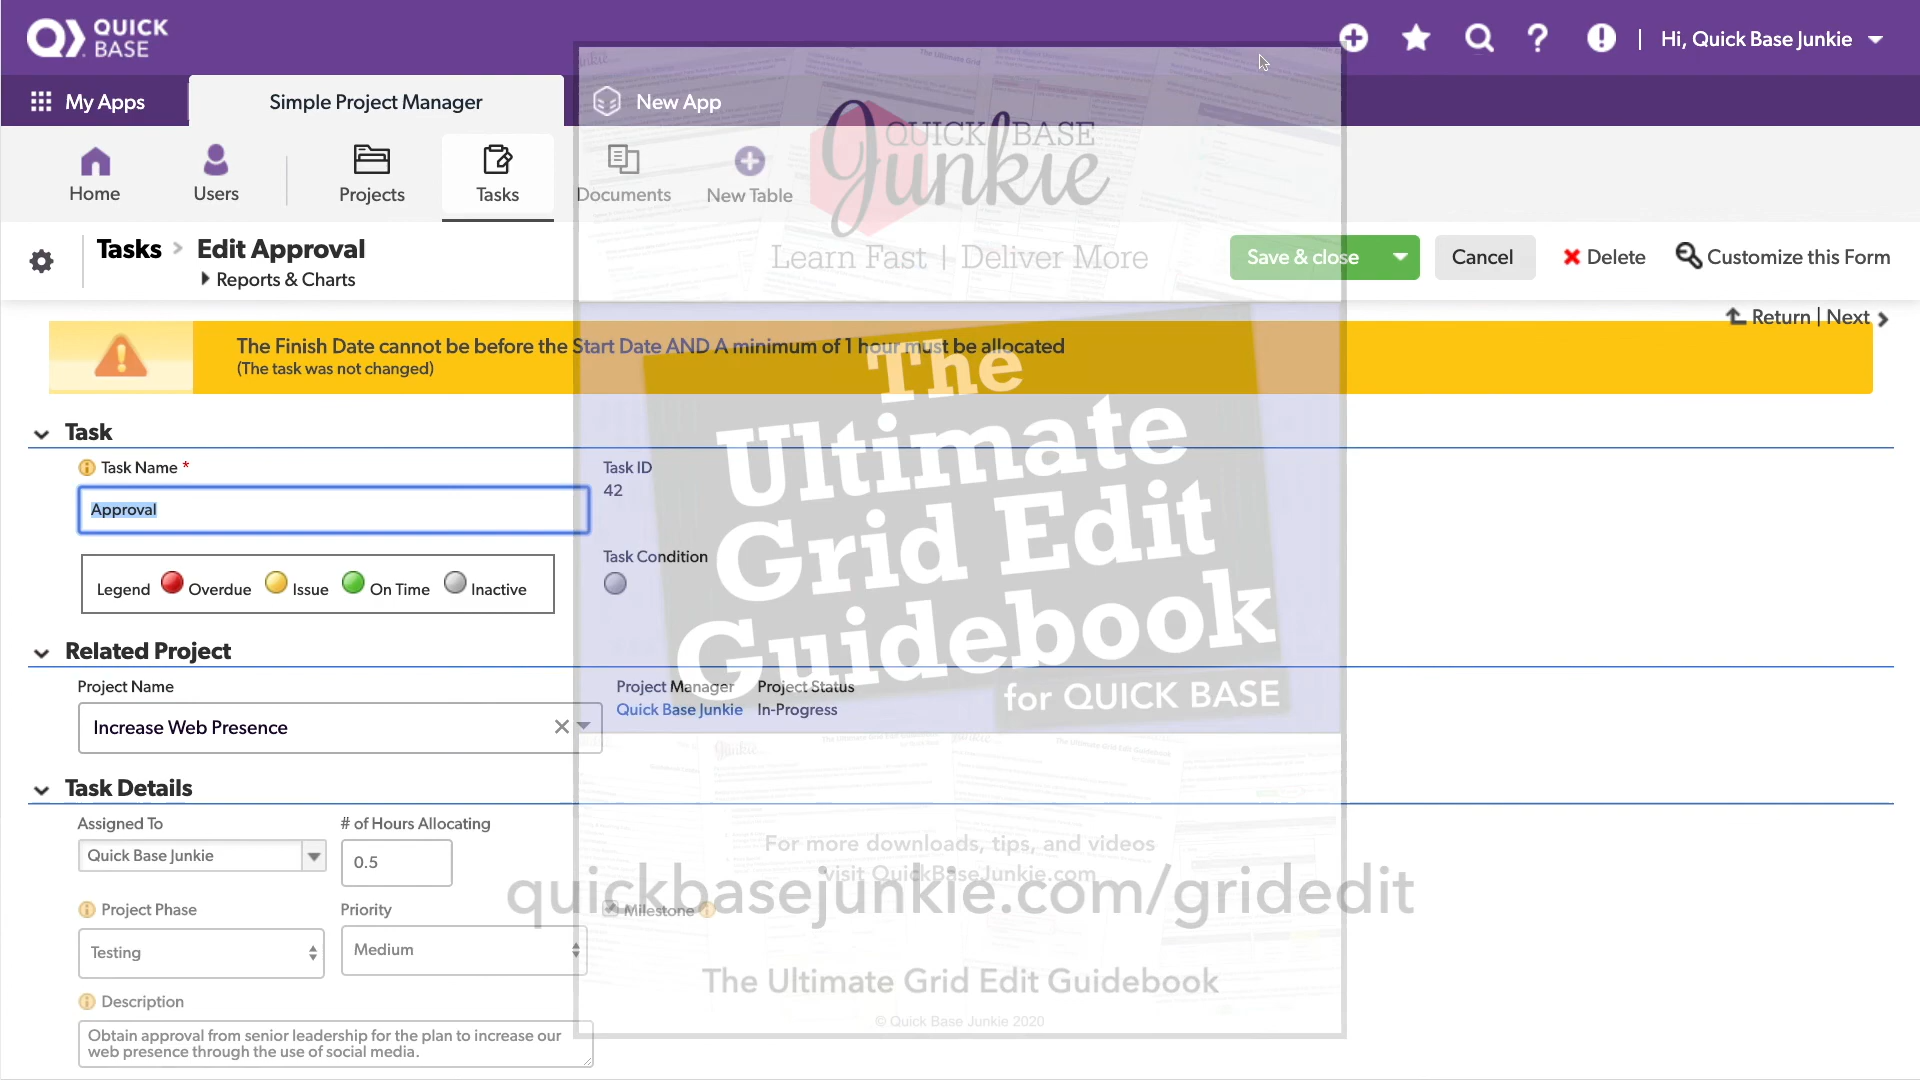 QUICK BASE
Hi, Quick Base Junkie
My Apps
Simple Project Manager
New App
Home
Users
Projects
Tasks
Documents
New Table
QUICK BASE
Junkie
Learn Fast | Deliver More
Tasks > Edit Approval
Reports & Charts
Save & close
Cancel
Delete
Customize this Form
Return | Next
The Finish Date cannot be before the Start Date AND A minimum of 1 hour must be allocated
(The task was not changed)
The
Ultimate
Grid Edit
Guidebook
for QUICK BASE
Task
Task Name *
Task ID
42
Approval
Task Condition
Legend Overdue Issue On Time Inactive
Related Project
Project Name
Project Manager
Project Status
Increase Web Presence
Quick Base Junkie
In-Progress
Task Details
Assigned To
# of Hours Allocating
Quick Base Junkie
0.5
For more downloads, tips, and videos
visit QuickBaseJunkie.com
quickbasejunkie.com/gridedit
Project Phase
Priority
Milestone
Testing
Medium
The Ultimate Grid Edit Guidebook
Description
© Quick Base Junkie 2020
Obtain approval from senior leadership for the plan to increase our
web presence through the use of social media.